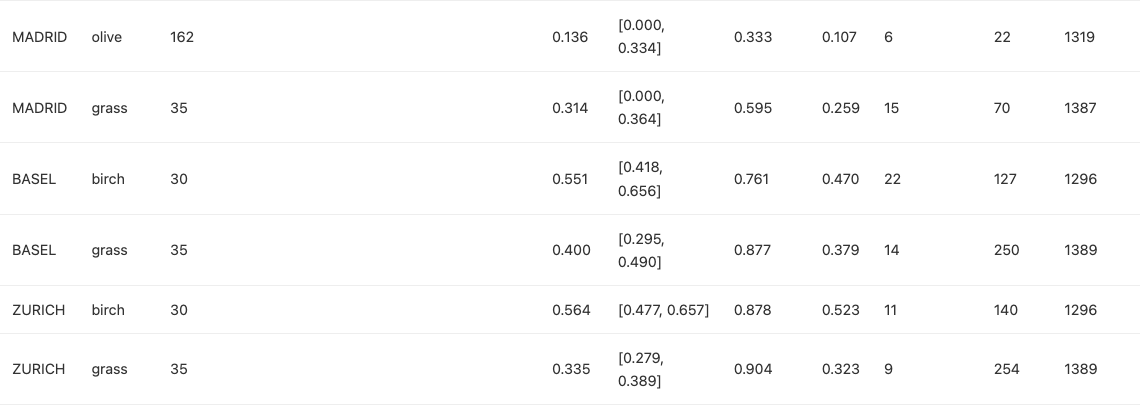 MADRID olive 162 0.136 [0.000, 0.334] 0.333 0.107 6 22 1319
MADRID grass 35 0.314 [0.000, 0.364] 0.595 0.259 15 70 1387
BASEL birch 30 0.551 [0.418, 0.656] 0.761 0.470 22 127 1296
BASEL grass 35 0.400 [0.295, 0.490] 0.877 0.379 14 250 1389
ZURICH birch 30 0.564 [0.477, 0.657] 0.878 0.523 11 140 1296
ZURICH grass 35 0.335 [0.279, 0.389] 0.904 0.323 9 254 1389